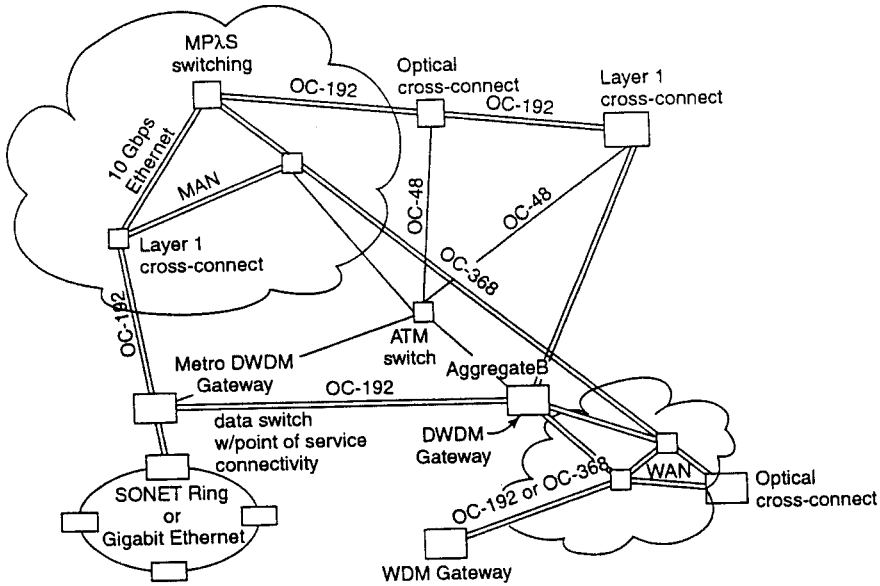 MPλS
switching
OC-192
Optical
cross-connect
OC-192
Layer 1
cross-connect
10 Gbps
Ethernet
MAN
OC-48
OC-48
Layer 1
cross-connect
OC-368
OC-192
ATM
switch
Metro DWDM
Gateway
AggregateB
OC-192
data switch
w/point of service
connectivity
DWDM
Gateway
SONET Ring
or
Gigabit Ethernet
OC-192 or OC-368
WAN
Optical
cross-connect
WDM Gateway